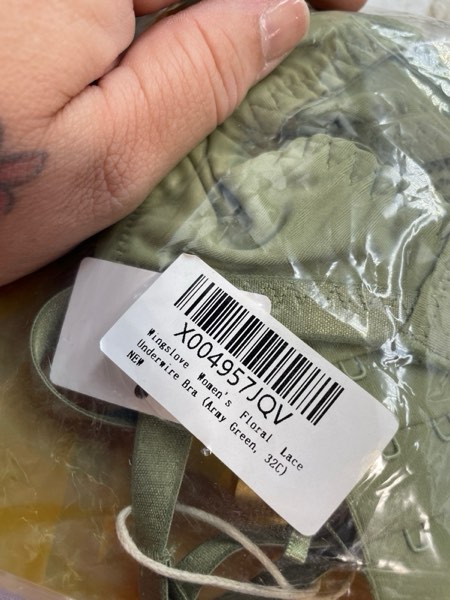 X004957JQV
Wingslove Women's Floral Lace
Underwire Bra (Army Green, 32C)
NEW